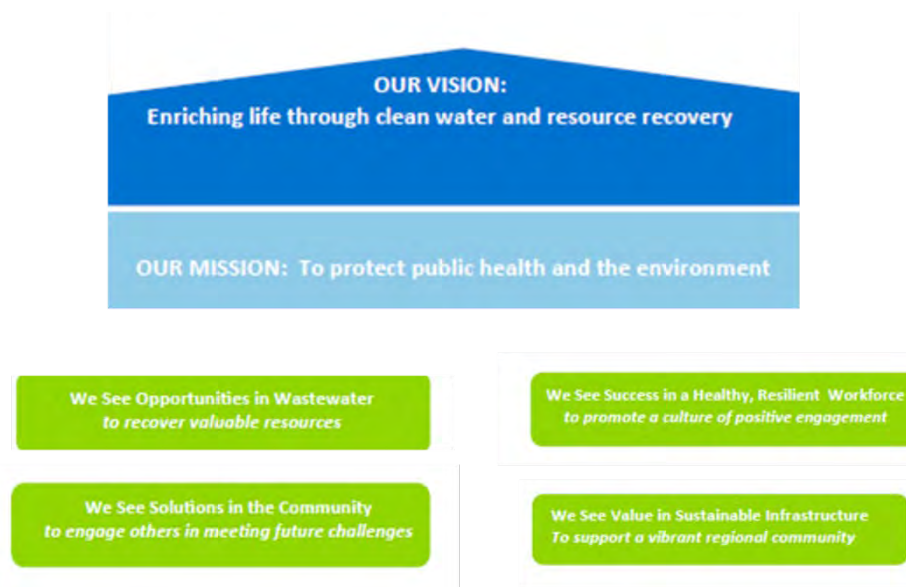 OUR VISION:
Enriching life through clean water and resource recovery
OUR MISSION: To protect public health and the environment
We See Opportunities in Wastewater
to recover valuable resources
We See Success in a Healthy, Resilient Workforce
to promote a culture of positive engagement
We See Solutions in the Community
to engage others in meeting future challenges
We See Value in Sustainable Infrastructure
To support a vibrant regional community